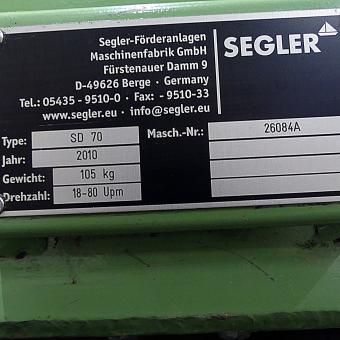 Segler-Förderanlagen
Maschinenfabrik GmbH
Fürstenauer Damm 9
D-49626 Berge · Germany
Tel.: 05435 - 9510-0 · Fax: - 9510-33
www.segler.eu · info@segler.eu
SEGLER
Type: SD 70
Masch.-Nr.: 26084A
Jahr: 2010
Gewicht: 105 kg
Drehzahl: 18-80 Upm